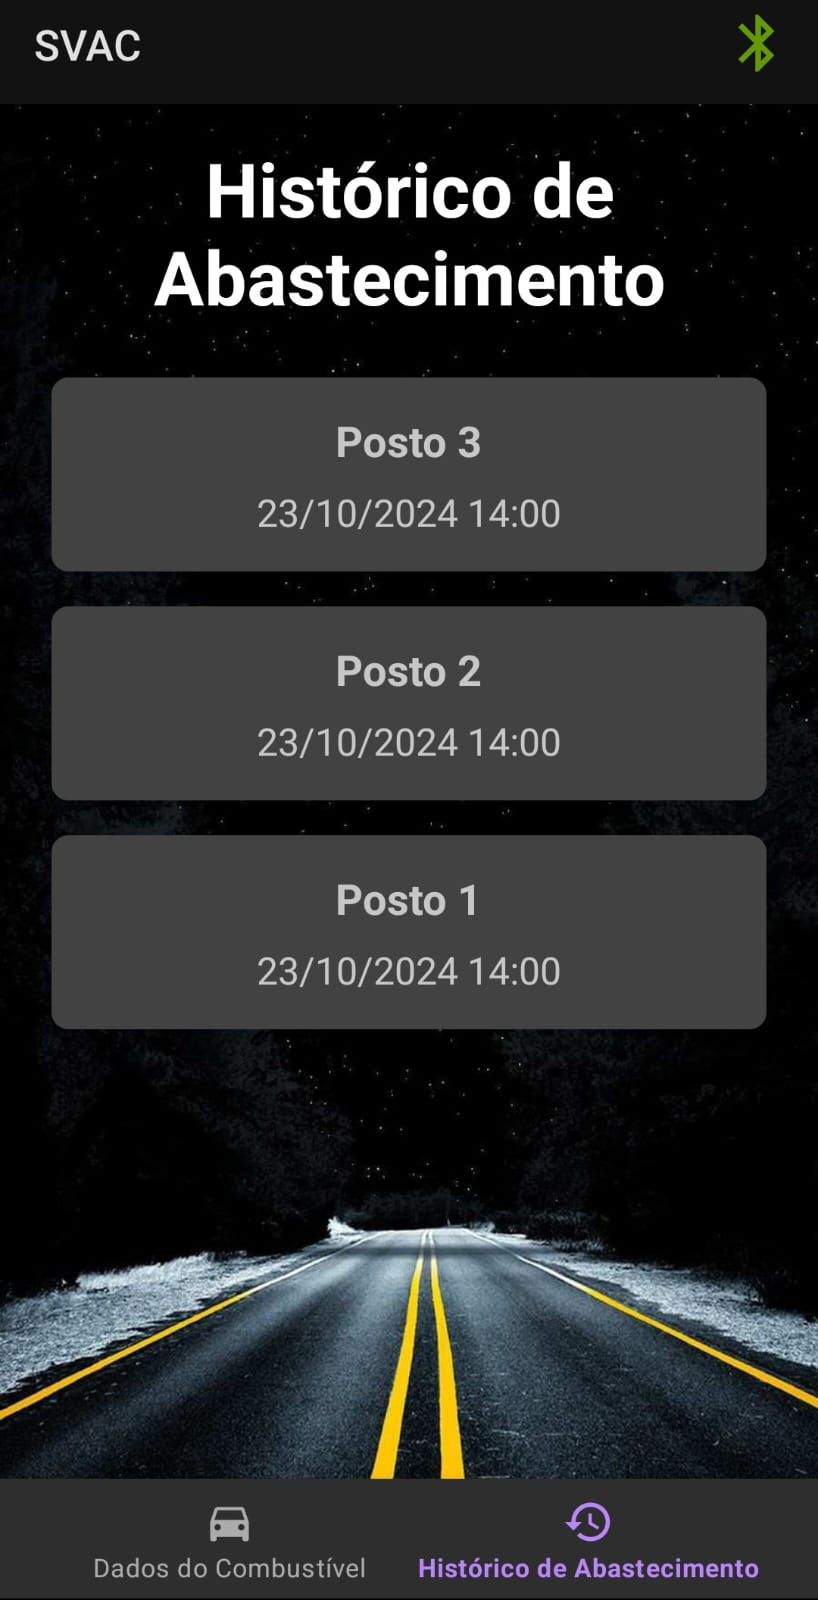 SVAC
Histórico de
Abastecimento
Posto 3
23/10/2024 14:00
Posto 2
23/10/2024 14:00
Posto 1
23/10/2024 14:00
Dados do Combustível
Histórico de Abastecimento